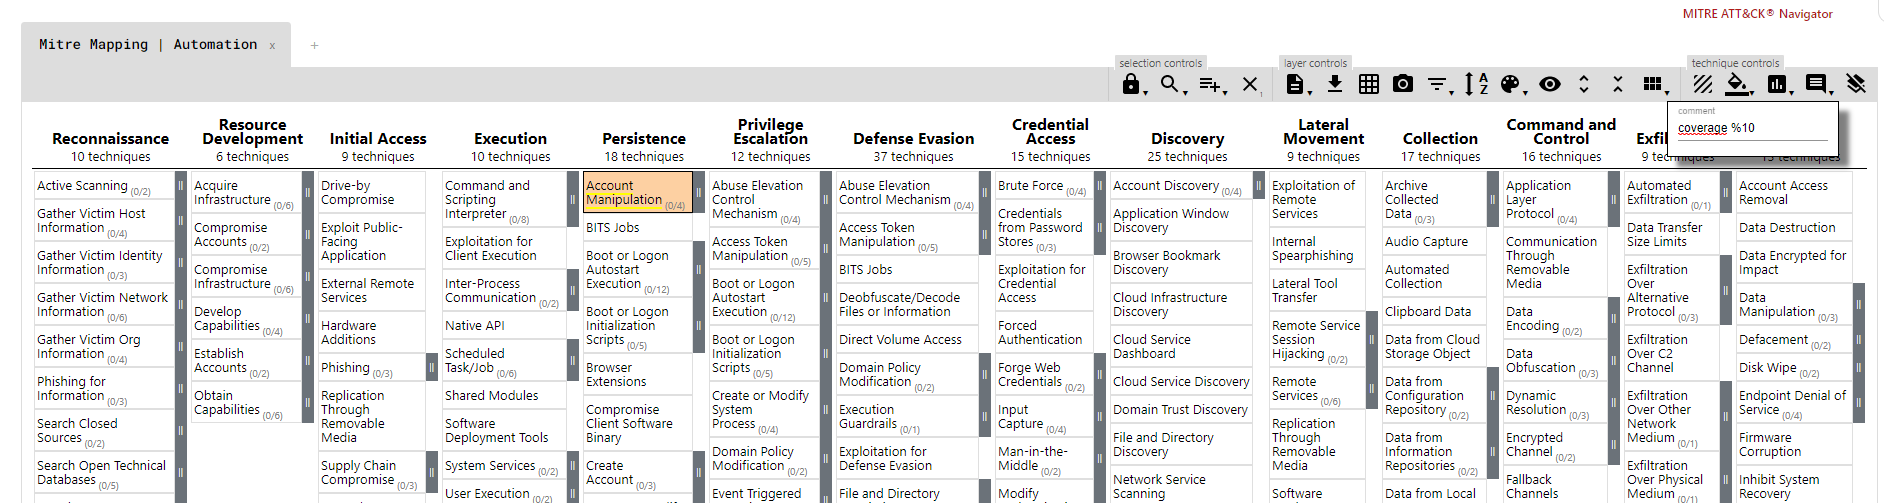 MITRE ATT&CK® Navigator
Mitre Mapping | Automation x +
selection controls layer controls technique controls
comment
coverage %10
Reconnaissance
10 techniques
Active Scanning (0/2)
Gather Victim Host
Information (0/4)
Gather Victim Identity
Information (0/3)
Gather Victim Network
Information (0/6)
Gather Victim Org
Information (0/4)
Phishing for
Information (0/3)
Search Closed
Sources (0/2)
Search Open Technical
Databases (0/5)
Resource
Development
6 techniques
Acquire
Infrastructure (0/6)
Compromise
Accounts (0/2)
Compromise
Infrastructure (0/6)
Develop
Capabilities (0/4)
Establish
Accounts (0/2)
Obtain
Capabilities (0/6)
Initial Access
9 techniques
Drive-by
Compromise
Exploit Public-
Facing
Application
External Remote
Services
Hardware
Additions
Phishing (0/3)
Replication
Through
Removable
Media
Supply Chain
Compromise (0/3)
Execution
10 techniques
Command and
Scripting
Interpreter (0/8)
Exploitation for
Client Execution
Inter-Process
Communication (0/2)
Native API
Scheduled
Task/Job (0/6)
Shared Modules
Software
Deployment Tools
System Services (0/2)
User Execution (0/2)
Persistence
18 techniques
Account
Manipulation (0/4)
BITS Jobs
Boot or Logon
Autostart
Execution (0/12)
Boot or Logon
Initialization
Scripts (0/5)
Browser
Extensions
Compromise
Client Software
Binary
Create
Account (0/3)
Privilege
Escalation
12 techniques
Abuse Elevation
Control
Mechanism (0/4)
Access Token
Manipulation (0/5)
Boot or Logon
Autostart
Execution (0/12)
Boot or Logon
Initialization
Scripts (0/5)
Create or Modify
System
Process (0/4)
Domain Policy
Modification (0/2)
Event Triggered
Defense Evasion
37 techniques
Abuse Elevation
Control Mechanism (0/4)
Access Token
Manipulation (0/5)
BITS Jobs
Deobfuscate/Decode
Files or Information
Direct Volume Access
Domain Policy
Modification (0/2)
Execution
Guardrails (0/1)
Exploitation for
Defense Evasion
File and Directory
Credential
Access
15 techniques
Brute Force (0/4)
Credentials
from Password
Stores (0/3)
Exploitation for
Credential
Access
Forced
Authentication
Forge Web
Credentials (0/2)
Input
Capture (0/4)
Man-in-the-
Middle (0/2)
Modify
Discovery
25 techniques
Account Discovery (0/4)
Application Window
Discovery
Browser Bookmark
Discovery
Cloud Infrastructure
Discovery
Cloud Service
Dashboard
Cloud Service Discovery
Domain Trust Discovery
File and Directory
Discovery
Network Service
Scanning
Lateral
Movement
9 techniques
Exploitation of
Remote
Services
Internal
Spearphishing
Lateral Tool
Transfer
Remote Service
Session
Hijacking (0/2)
Remote
Services (0/6)
Replication
Through
Removable
Media
Software
Collection
17 techniques
Archive
Collected
Data (0/3)
Audio Capture
Automated
Collection
Clipboard Data
Data from Cloud
Storage Object
Data from
Configuration
Repository (0/2)
Data from
Information
Repositories (0/2)
Data from Local
Command and
Control
16 techniques
Application
Layer
Protocol (0/4)
Communication
Through
Removable
Media
Data
Encoding (0/2)
Data
Obfuscation (0/3)
Dynamic
Resolution (0/3)
Encrypted
Channel (0/2)
Fallback
Channels
Exfil
9 techniques
Automated
Exfiltration (0/1)
Data Transfer
Size Limits
Exfiltration
Over
Alternative
Protocol (0/3)
Exfiltration
Over C2
Channel
Exfiltration
Over Other
Network
Medium (0/1)
Exfiltration
Over Physical
Medium (0/1)
13 techniques
Account Access
Removal
Data Destruction
Data Encrypted for
Impact
Data
Manipulation (0/3)
Defacement (0/2)
Disk Wipe (0/2)
Endpoint Denial of
Service (0/4)
Firmware
Corruption
Inhibit System
Recovery